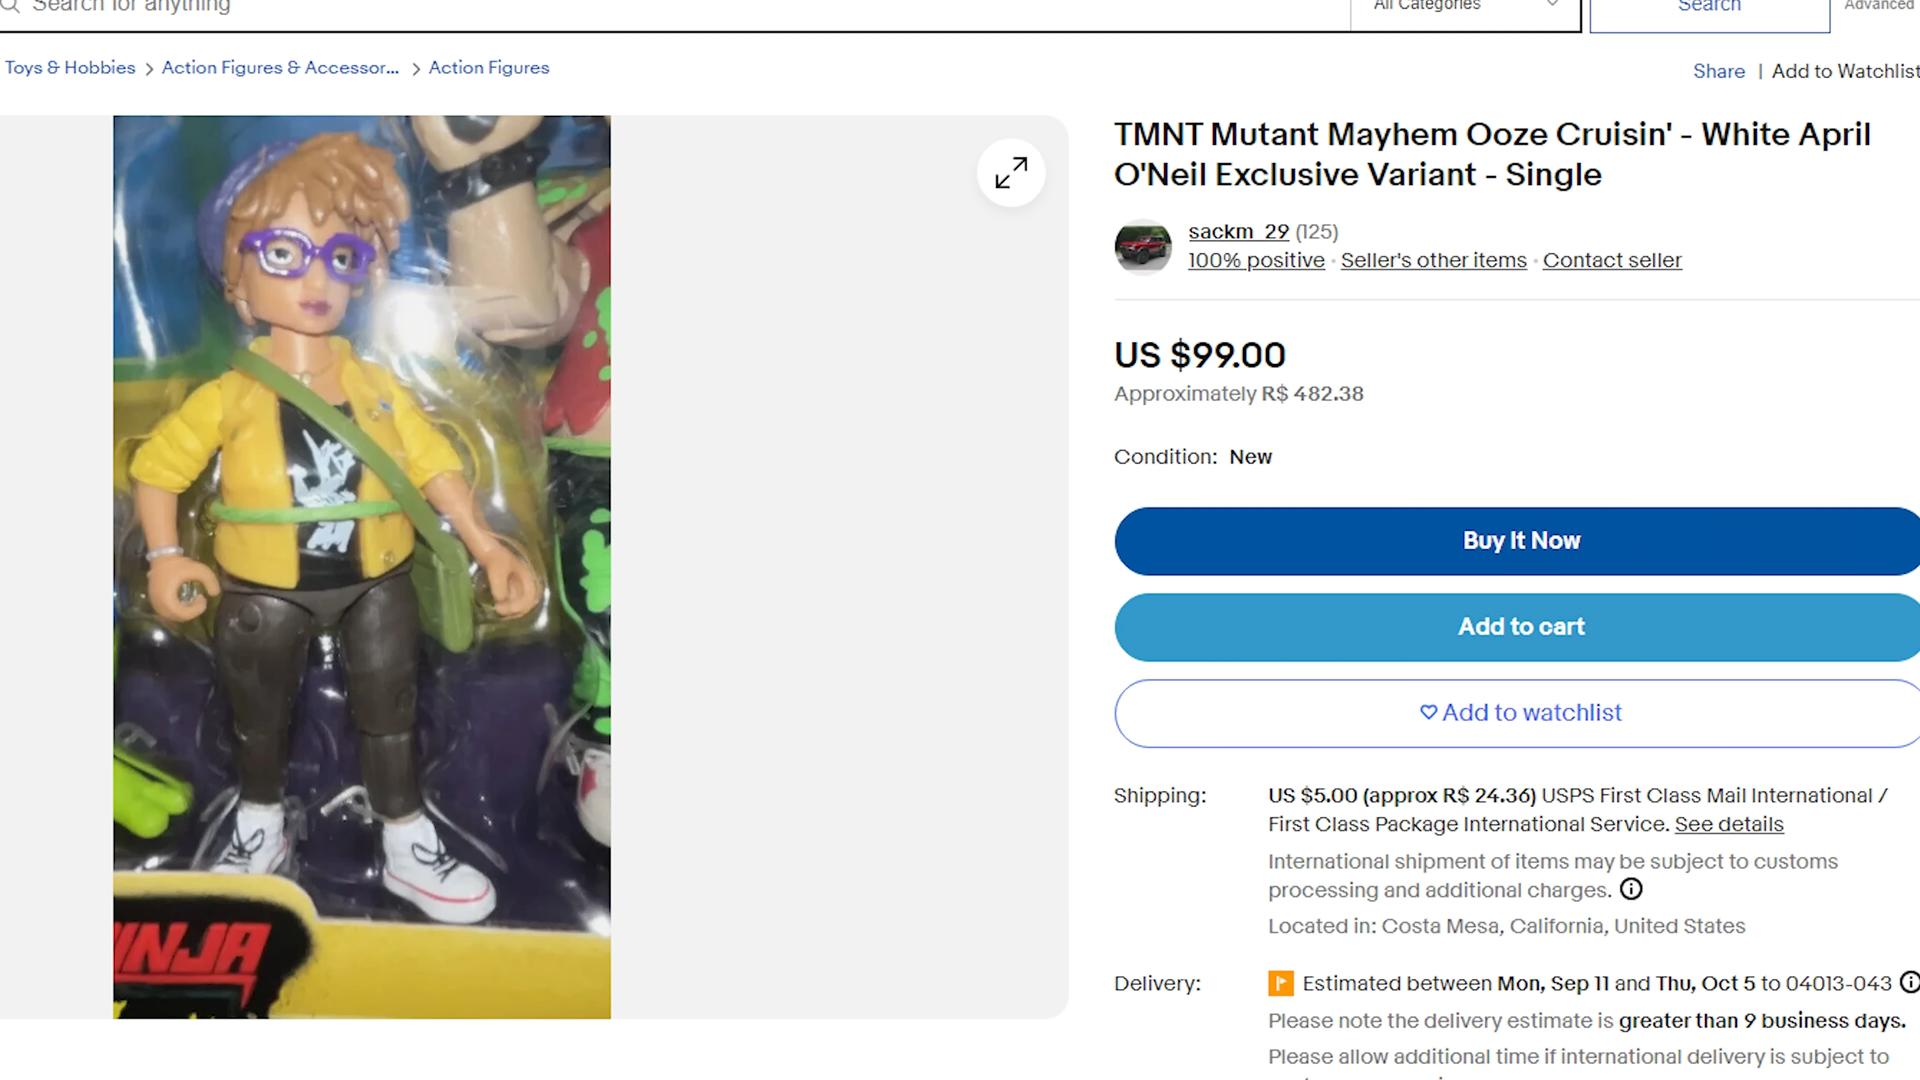 Search for anything
All Categories
Search
Advanced
Toys & Hobbies
Action Figures & Accessor...
Action Figures
Share | Add to Watchlist
TMNT Mutant Mayhem Ooze Cruisin' - White April
O'Neil Exclusive Variant - Single
sackm_29 (125)
100% positive · Seller's other items · Contact seller
US $99.00
Approximately R$ 482.38
Condition: New
Buy It Now
Add to cart
Add to watchlist
Shipping: US $5.00 (approx R$ 24.36) USPS First Class Mail International /
First Class Package International Service. See details
International shipment of items may be subject to customs
processing and additional charges.
Located in: Costa Mesa, California, United States
Delivery: Estimated between Mon, Sep 11 and Thu, Oct 5 to 04013-043
Please note the delivery estimate is greater than 9 business days.
Please allow additional time if international delivery is subject to
INJA